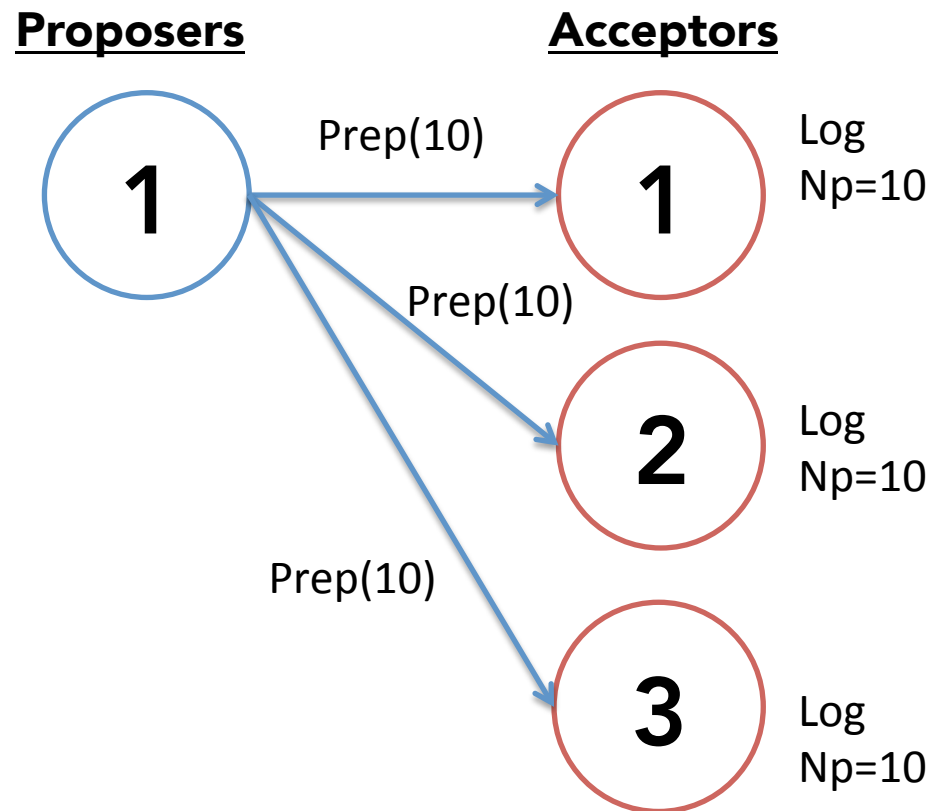 Proposers
Acceptors
1
Prep(10)
1
Log
Np=10
Prep(10)
2
Log
Np=10
Prep(10)
3
Log
Np=10